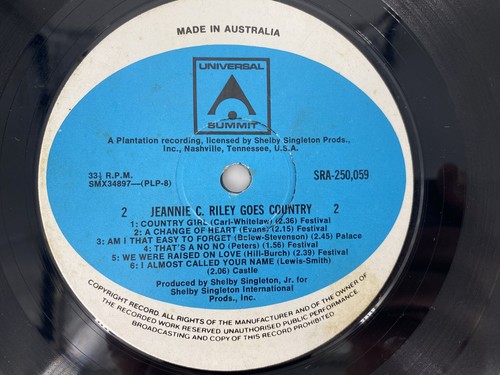 MADE IN AUSTRALIA
UNIVERSAL
SUMMIT
A Plantation recording, licensed by Shelby Singleton Prods.,
Inc., Nashville, Tennessee, U.S.A.
33⅓ R.P.M.
SMX34897—(PLP-8)
SRA-250,059
2 JEANNIE C. RILEY GOES COUNTRY 2
1: COUNTRY GIRL (Carl-Whitelaw) (2.36) Festival
2: A CHANGE OF HEART (Evans) (2.15) Festival
3: AM I THAT EASY TO FORGET (Belew-Stevenson) (2.45) Palace
4: THAT'S A NO NO (Peters) (1.56) Festival
5: WE WERE RAISED ON LOVE (Hill-Burch) (2.39) Festival
6: I ALMOST CALLED YOUR NAME (Lewis-Smith)
(2.06) Castle
Produced by Shelby Singleton, Jr. for
Shelby Singleton International
Prods., Inc.
COPYRIGHT RECORD. ALL RIGHTS OF THE MANUFACTURER AND OF THE OWNER OF
THE RECORDED WORK RESERVED UNAUTHORISED PUBLIC PERFORMANCE.
BROADCASTING AND COPY OF THIS RECORD PROHIBITED.